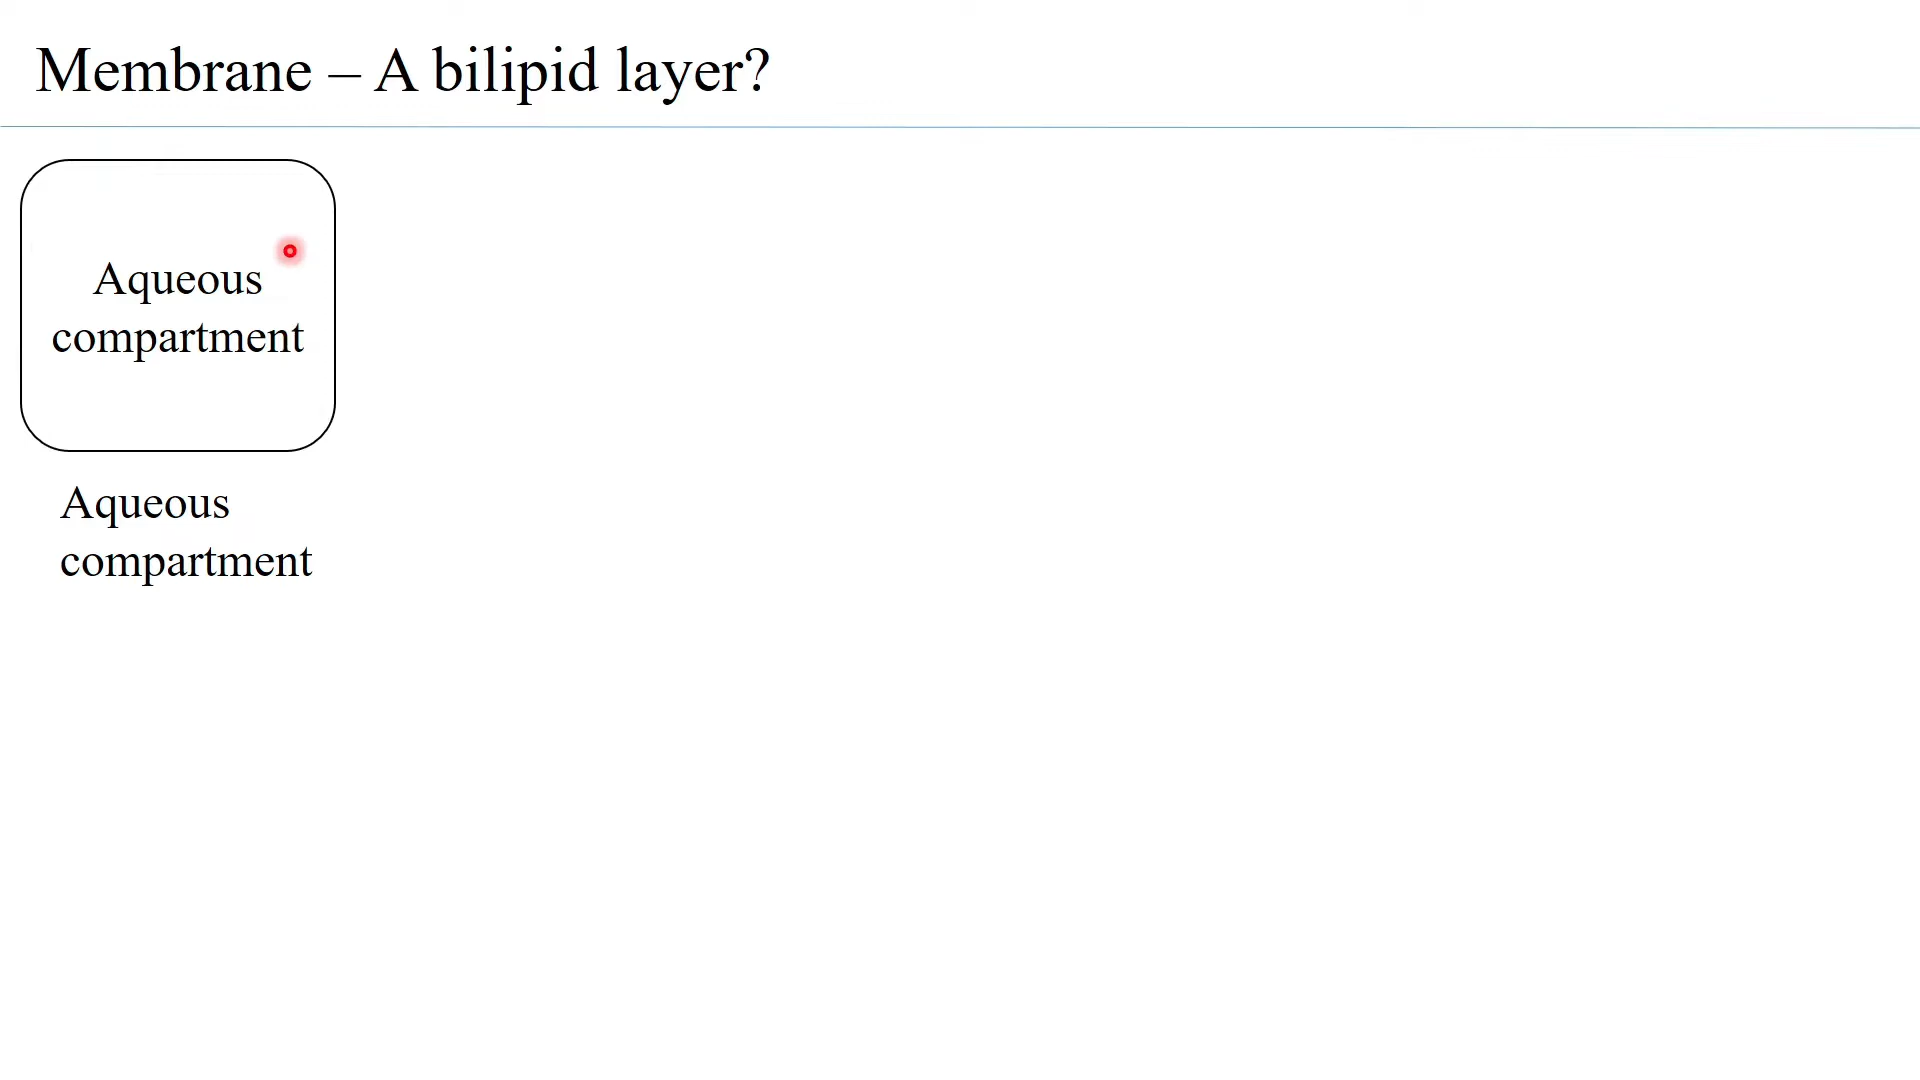 Membrane – A bilipid layer?
Aqueous
compartment
Aqueous
compartment